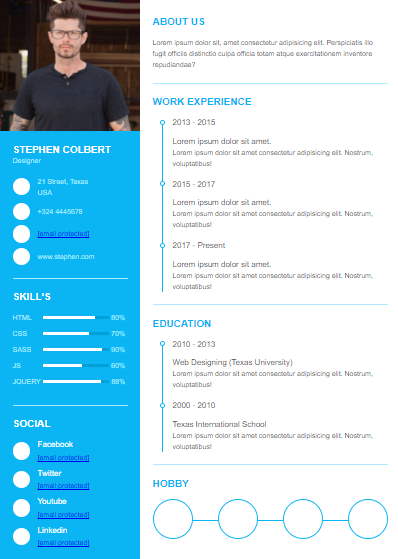 STEPHEN COLBERT
Designer
21 Street, Texas
USA
+324 4445678
[email protected]
www.stephen.com
SKILL'S
HTML 80%
CSS 70%
SASS 90%
JS 60%
JQUERY 88%
SOCIAL
Facebook
[email protected]
Twitter
[email protected]
Youtube
[email protected]
Linkedin
[email protected]
ABOUT US
Lorem ipsum dolor sit, amet consectetur adipisicing elit. Perspiciatis illo
fugit officiis distinctio culpa officia totam atque exercitationem inventore
repudiandae?
WORK EXPERIENCE
2013 - 2015
Lorem ipsum dolor sit amet.
Lorem ipsum dolor sit amet consectetur adipisicing elit. Nostrum,
voluptatibus!
2015 - 2017
Lorem ipsum dolor sit amet.
Lorem ipsum dolor sit amet consectetur adipisicing elit. Nostrum,
voluptatibus!
2017 - Present
Lorem ipsum dolor sit amet.
Lorem ipsum dolor sit amet consectetur adipisicing elit. Nostrum,
voluptatibus!
EDUCATION
2010 - 2013
Web Designing (Texas University)
Lorem ipsum dolor sit amet consectetur adipisicing elit. Nostrum,
voluptatibus!
2000 - 2010
Texas International School
Lorem ipsum dolor sit amet consectetur adipisicing elit. Nostrum,
voluptatibus!
HOBBY